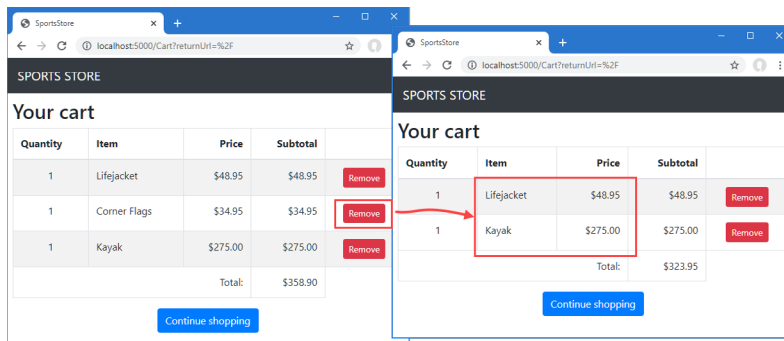 SportsStore
localhost:5000/Cart?returnUrl=%2F
SPORTS STORE
Your cart
Quantity Item Price Subtotal
1 Lifejacket $48.95 $48.95 Remove
1 Corner Flags $34.95 $34.95 Remove
1 Kayak $275.00 $275.00 Remove
Total: $358.90
Continue shopping
SportsStore
localhost:5000/Cart?returnUrl=%2F
SPORTS STORE
Your cart
Quantity Item Price Subtotal
1 Lifejacket $48.95 $48.95 Remove
1 Kayak $275.00 $275.00 Remove
Total: $323.95
Continue shopping